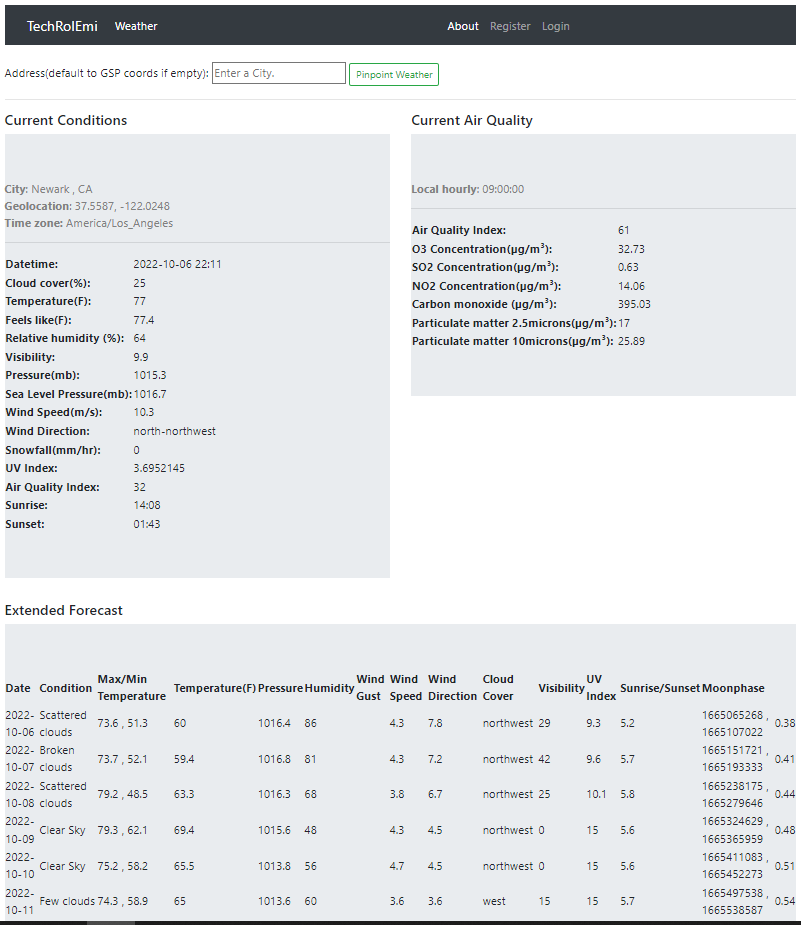 TechRolEmi Weather About Register Login
Address(default to GSP coords if empty): Enter a City. Pinpoint Weather
Current Conditions
City: Newark , CA
Geolocation: 37.5587, -122.0248
Time zone: America/Los_Angeles
Datetime: 2022-10-06 22:11
Cloud cover(%): 25
Temperature(F): 77
Feels like(F): 77.4
Relative humidity (%): 64
Visibility: 9.9
Pressure(mb): 1015.3
Sea Level Pressure(mb): 1016.7
Wind Speed(m/s): 10.3
Wind Direction: north-northwest
Snowfall(mm/hr): 0
UV Index: 3.6952145
Air Quality Index: 32
Sunrise: 14:08
Sunset: 01:43
Current Air Quality
Local hourly: 09:00:00
Air Quality Index: 61
O3 Concentration(µg/m³): 32.73
SO2 Concentration(µg/m³): 0.63
NO2 Concentration(µg/m³): 14.06
Carbon monoxide (µg/m³): 395.03
Particulate matter 2.5microns(µg/m³): 17
Particulate matter 10microns(µg/m³): 25.89
Extended Forecast
Date Condition Max/Min Temperature Temperature(F) Pressure Humidity Wind Gust Wind Speed Wind Direction Cloud Cover Visibility UV Index Sunrise/Sunset Moonphase
2022-10-06 Scattered clouds 73.6 , 51.3 60 1016.4 86 4.3 7.8 northwest 29 9.3 5.2 1665065268 , 1665107022 0.38
2022-10-07 Broken clouds 73.7 , 52.1 59.4 1016.8 81 4.3 7.2 northwest 42 9.6 5.7 1665151721 , 1665193333 0.41
2022-10-08 Scattered clouds 79.2 , 48.5 63.3 1016.3 68 3.8 6.7 northwest 25 10.1 5.8 1665238175 , 1665279646 0.44
2022-10-09 Clear Sky 79.3 , 62.1 69.4 1015.6 48 4.3 4.5 northwest 0 15 5.6 1665324629 , 1665365959 0.48
2022-10-10 Clear Sky 75.2 , 58.2 65.5 1013.8 56 4.7 4.5 northwest 0 15 5.6 1665411083 , 1665452273 0.51
2022-10-11 Few clouds 74.3 , 58.9 65 1013.6 60 3.6 3.6 west 15 15 5.7 1665497538 , 1665538587 0.54